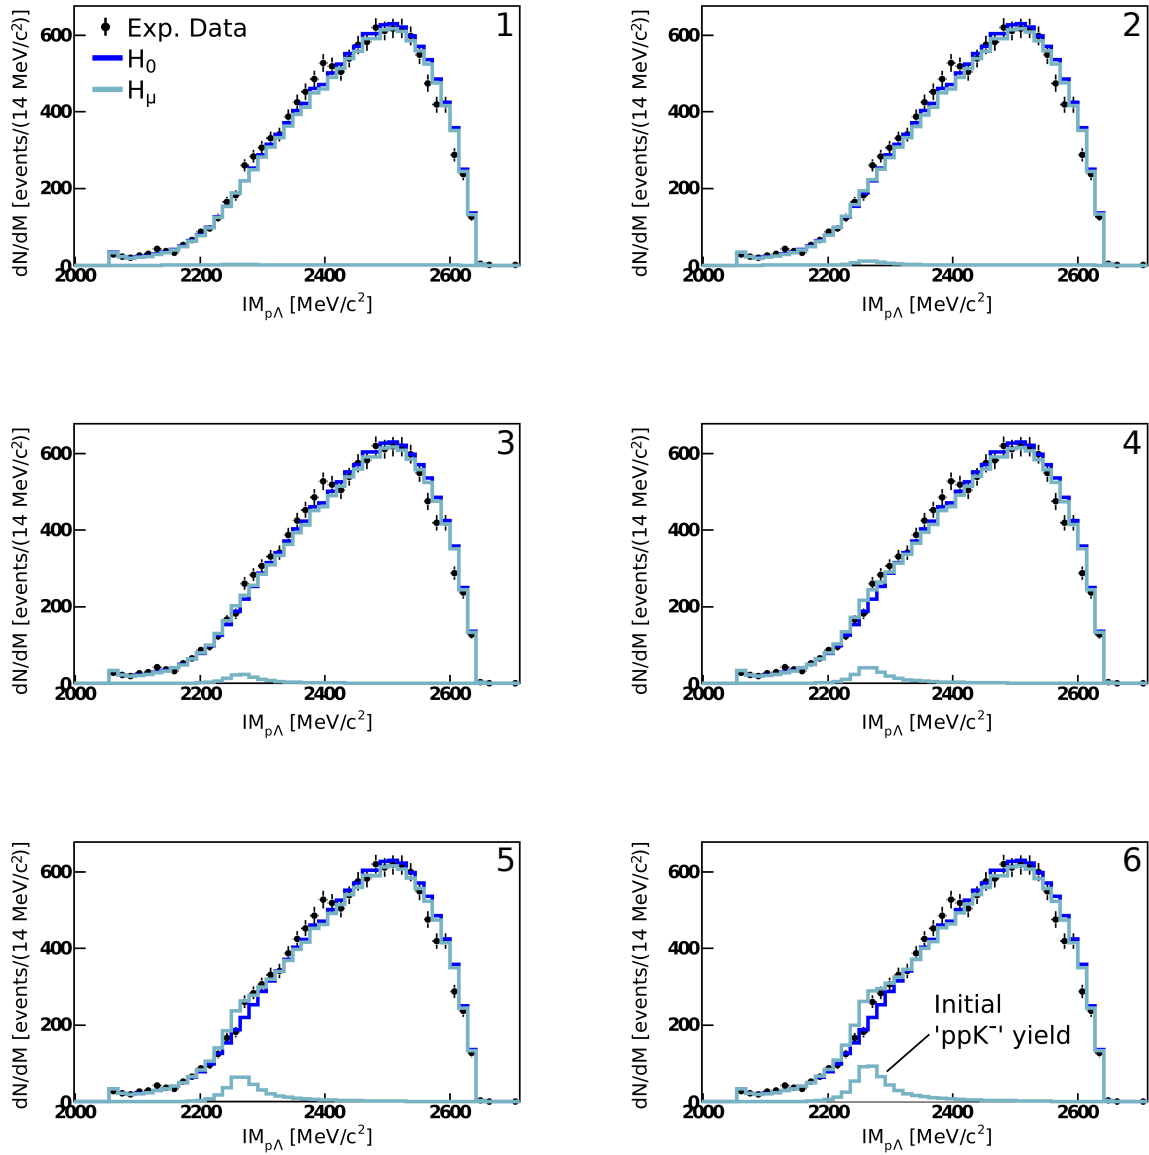 1
Exp. Data
H0
Hμ
dN/dM [events/(14 MeV/c²)]
600
400
200
0
2000 2200 2400 2600
IMpΛ [MeV/c²]
2
dN/dM [events/(14 MeV/c²)]
600
400
200
0
2000 2200 2400 2600
IMpΛ [MeV/c²]
3
dN/dM [events/(14 MeV/c²)]
600
400
200
0
2000 2200 2400 2600
IMpΛ [MeV/c²]
4
dN/dM [events/(14 MeV/c²)]
600
400
200
0
2000 2200 2400 2600
IMpΛ [MeV/c²]
5
dN/dM [events/(14 MeV/c²)]
600
400
200
0
2000 2200 2400 2600
IMpΛ [MeV/c²]
6
dN/dM [events/(14 MeV/c²)]
600
400
200
0
Initial
'ppK⁻' yield
2000 2200 2400 2600
IMpΛ [MeV/c²]